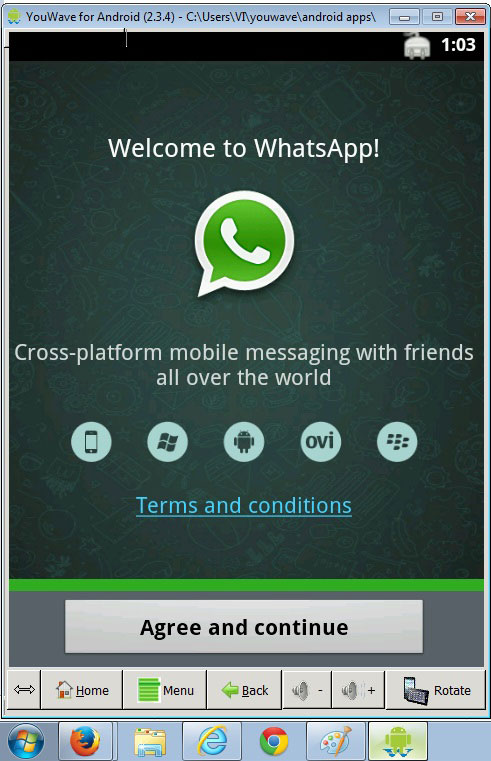 YouWave for Android (2.3.4) - C:\Users\VI\youwave\android apps\
1:03
Welcome to WhatsApp!
Cross-platform mobile messaging with friends
all over the world
ovi
Terms and conditions
Agree and continue
Home Menu Back - + Rotate